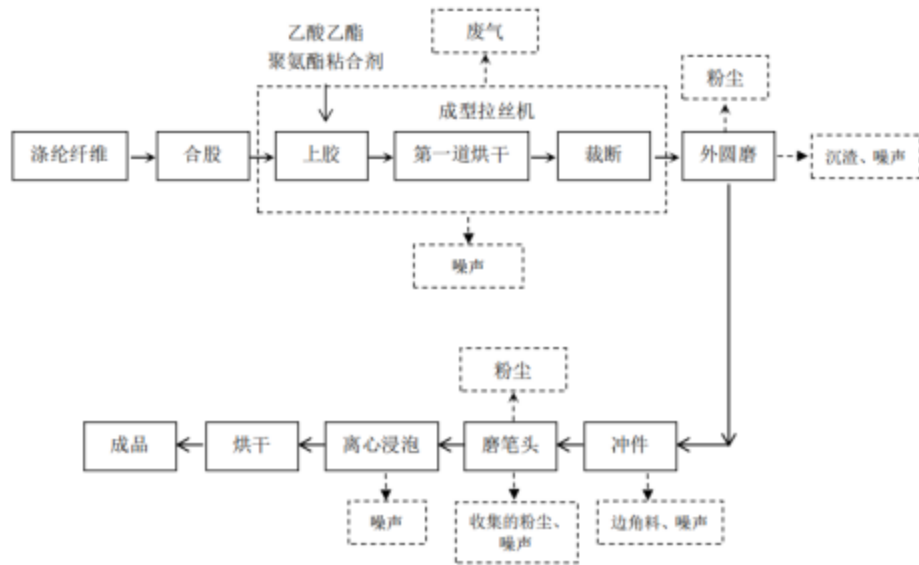 乙酸乙酯
聚氨酯粘合剂
废气
粉尘
成型拉丝机
涤纶纤维
合股
上胶
第一道烘干
裁断
外圆磨
沉渣、噪声
噪声
粉尘
成品
烘干
离心浸泡
磨笔头
冲件
噪声
收集的粉尘、
噪声
边角料、噪声